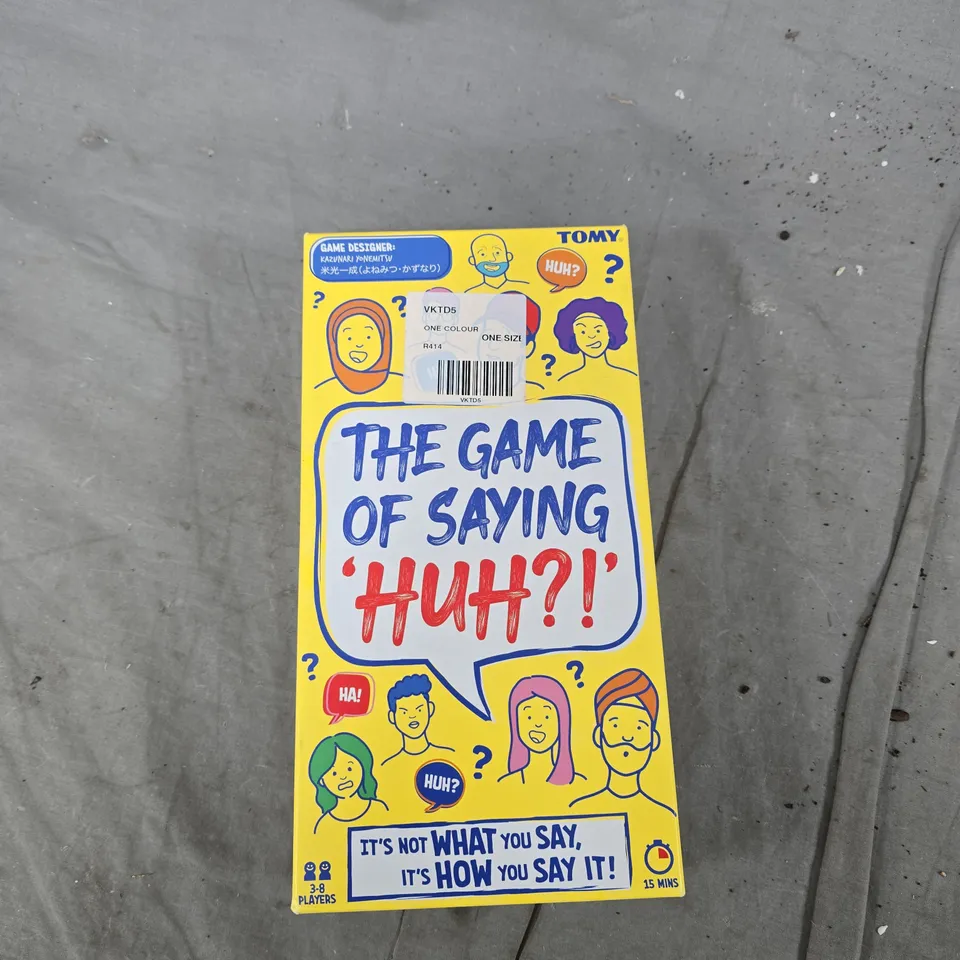 GAME DESIGNER:
KAZUNARI YONEMITSU
米光一成(よねみつ・かずなり)
TOMY
HUH?
?
?
?
VKTD5
ONE COLOUR
ONE SIZE
R414
?
VKTD5
THE GAME
OF SAYING
'HUH?!'
?
?
HA!
?
HUH?
IT'S NOT WHAT YOU SAY,
IT'S HOW YOU SAY IT!
3-8
PLAYERS
15 MINS